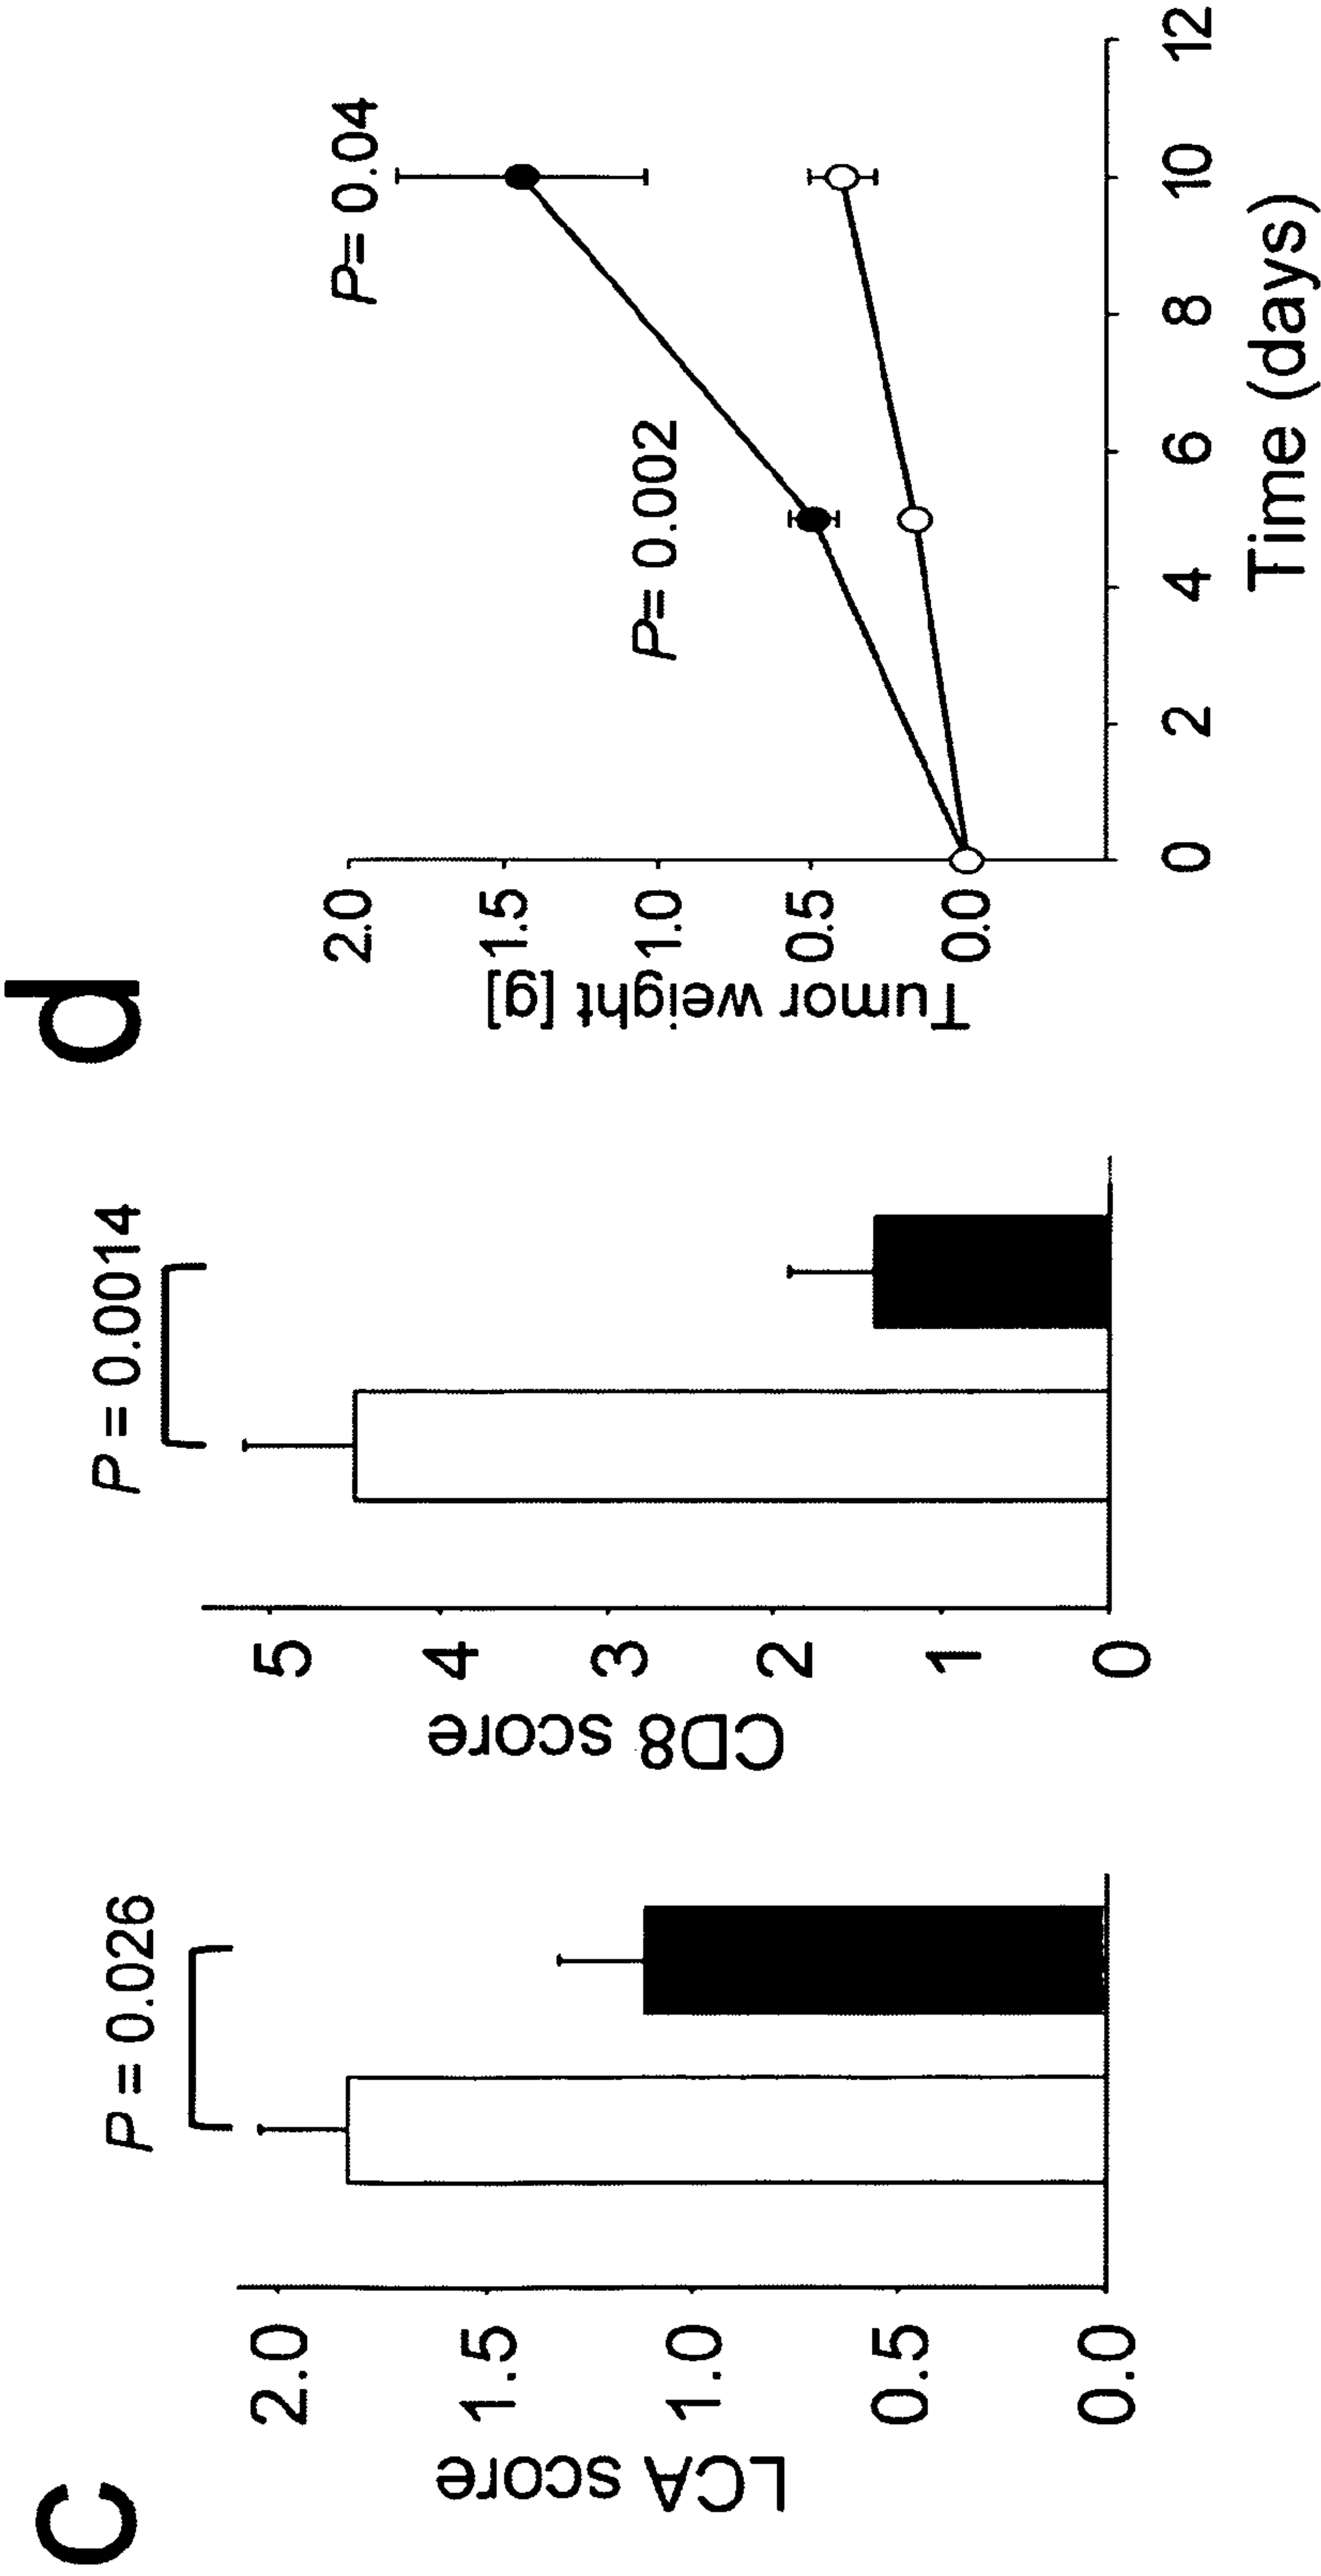 c
P = 0.026
2.0
1.5
1.0
0.5
0.0
LCA score
P = 0.0014
5
4
3
2
1
0
CD8 score
d
P= 0.04
P= 0.002
2.0
1.5
1.0
0.5
0.0
Tumor weight [g]
0 2 4 6 8 10 12
Time (days)